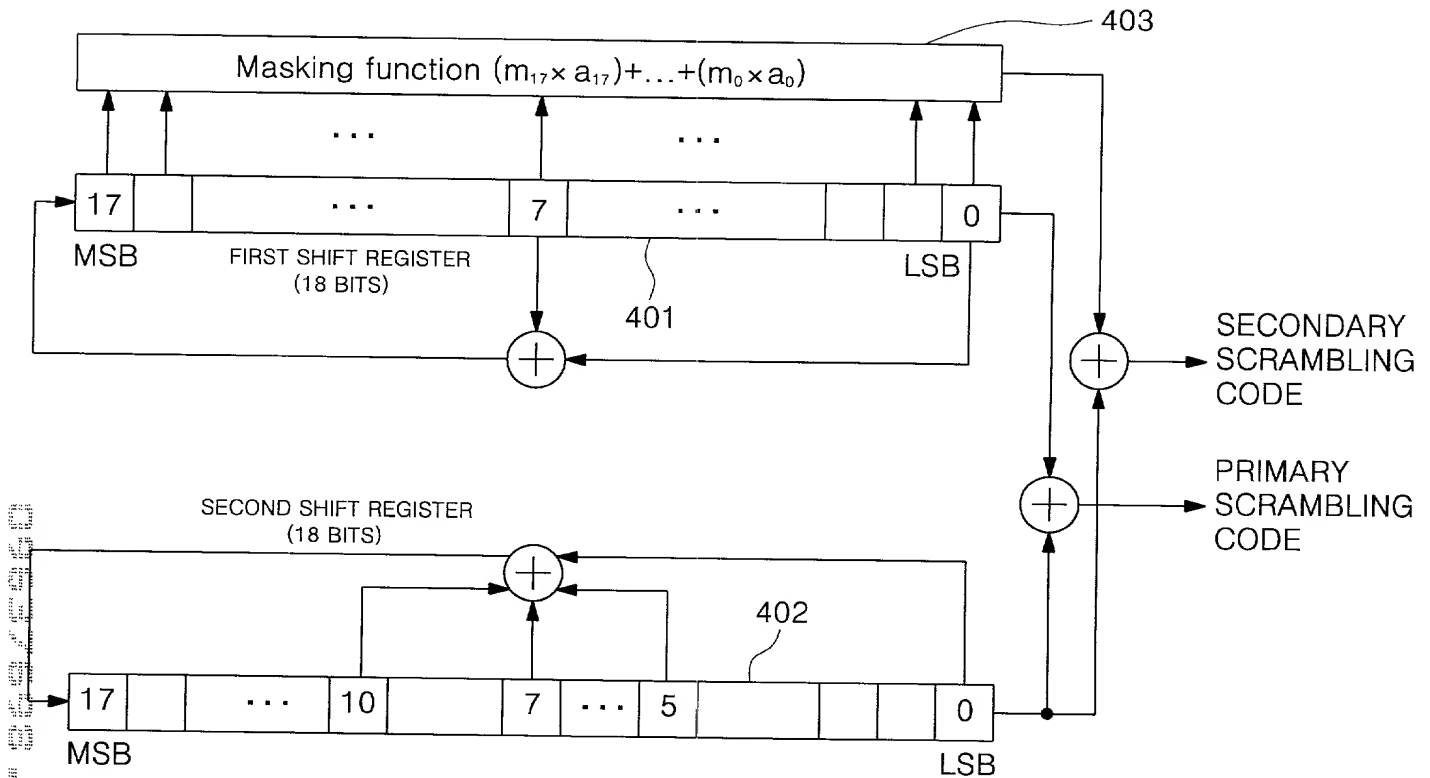 403
Masking function (m₁₇× a₁₇)+...+(m₀×a₀)
...
...
17
...
7
...
0
MSB
FIRST SHIFT REGISTER
(18 BITS)
LSB
401
SECONDARY
SCRAMBLING
CODE
PRIMARY
SCRAMBLING
CODE
SECOND SHIFT REGISTER
(18 BITS)
402
17
...
10
7
...
5
0
MSB
LSB